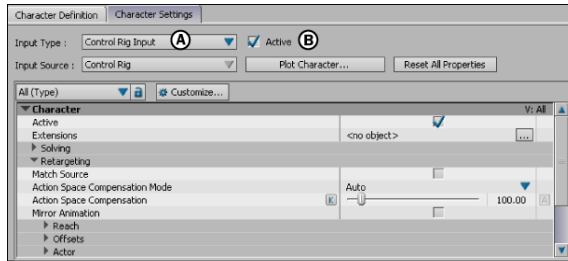 Character Definition Character Settings
Input Type : Control Rig Input A Active B
Input Source : Control Rig Plot Character... Reset All Properties
All (Type) Customize...
Character V: All
Active
Extensions <no object> ...
Solving
Retargeting
Match Source
Action Space Compensation Mode Auto
Action Space Compensation K 100.00 A
Mirror Animation
Reach
Offsets
Actor